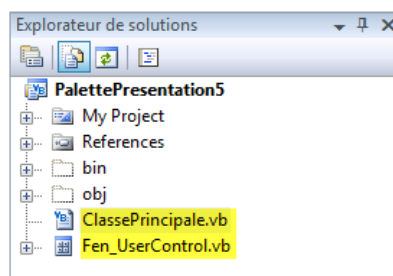 Explorateur de solutions
PalettePresentation5
My Project
References
bin
obj
ClassePrincipale.vb
Fen_UserControl.vb